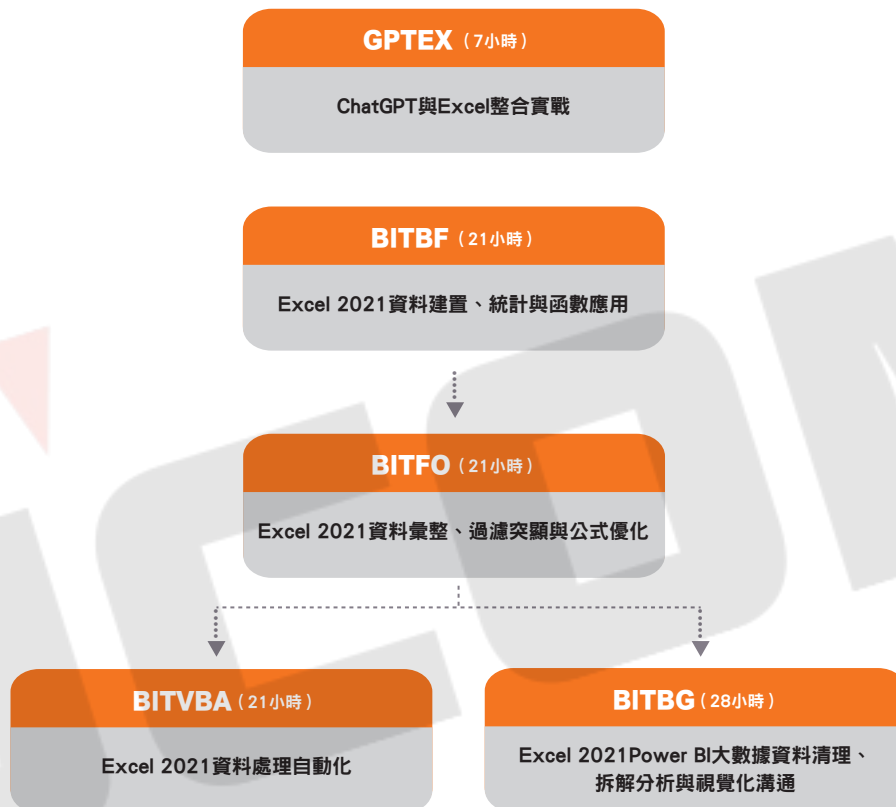 GPTEX（7小時）
ChatGPT與Excel整合實戰
BITBF（21小時）
Excel 2021資料建置、統計與函數應用
BITFO（21小時）
Excel 2021資料彙整、過濾突顯與公式優化
BITVBA（21小時）
Excel 2021資料處理自動化
BITBG（28小時）
Excel 2021Power BI大數據資料清理、
拆解分析與視覺化溝通